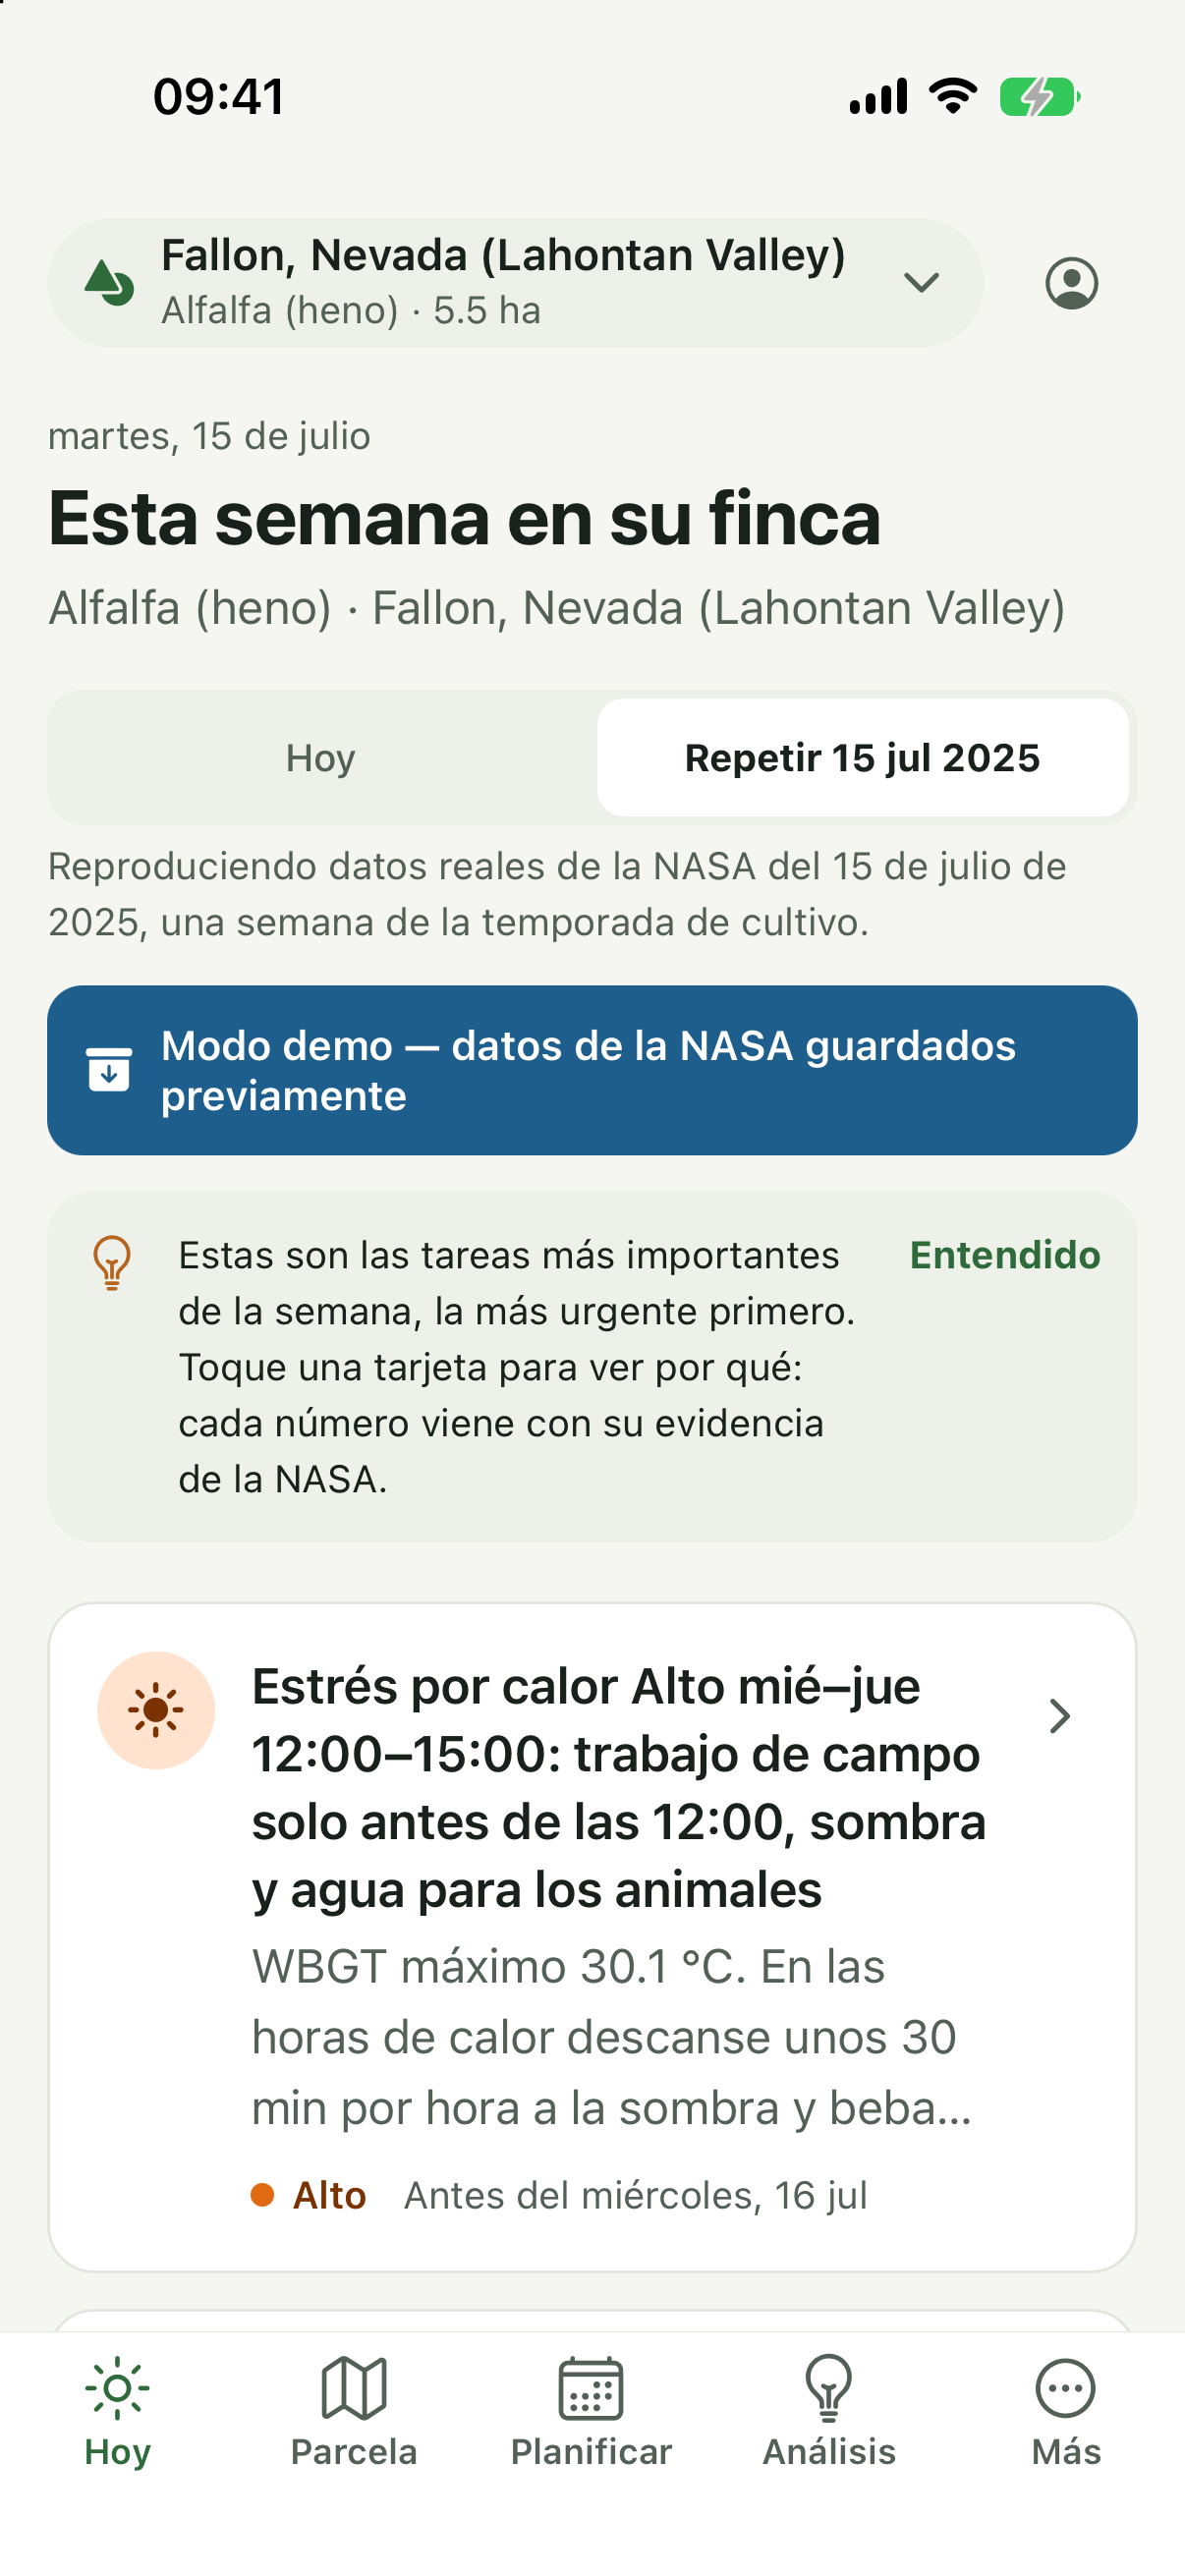 09:41
Fallon, Nevada (Lahontan Valley)
Alfalfa (heno) · 5.5 ha
martes, 15 de julio
Esta semana en su finca
Alfalfa (heno) · Fallon, Nevada (Lahontan Valley)
Hoy
Repetir 15 jul 2025
Reproduciendo datos reales de la NASA del 15 de julio de
2025, una semana de la temporada de cultivo.
Modo demo — datos de la NASA guardados
previamente
Estas son las tareas más importantes
de la semana, la más urgente primero.
Toque una tarjeta para ver por qué:
cada número viene con su evidencia
de la NASA.
Entendido
Estrés por calor Alto mié–jue
12:00–15:00: trabajo de campo
solo antes de las 12:00, sombra
y agua para los animales
WBGT máximo 30.1 °C. En las
horas de calor descanse unos 30
min por hora a la sombra y beba...
Alto
Antes del miércoles, 16 jul
Hoy
Parcela
Planificar
Análisis
Más